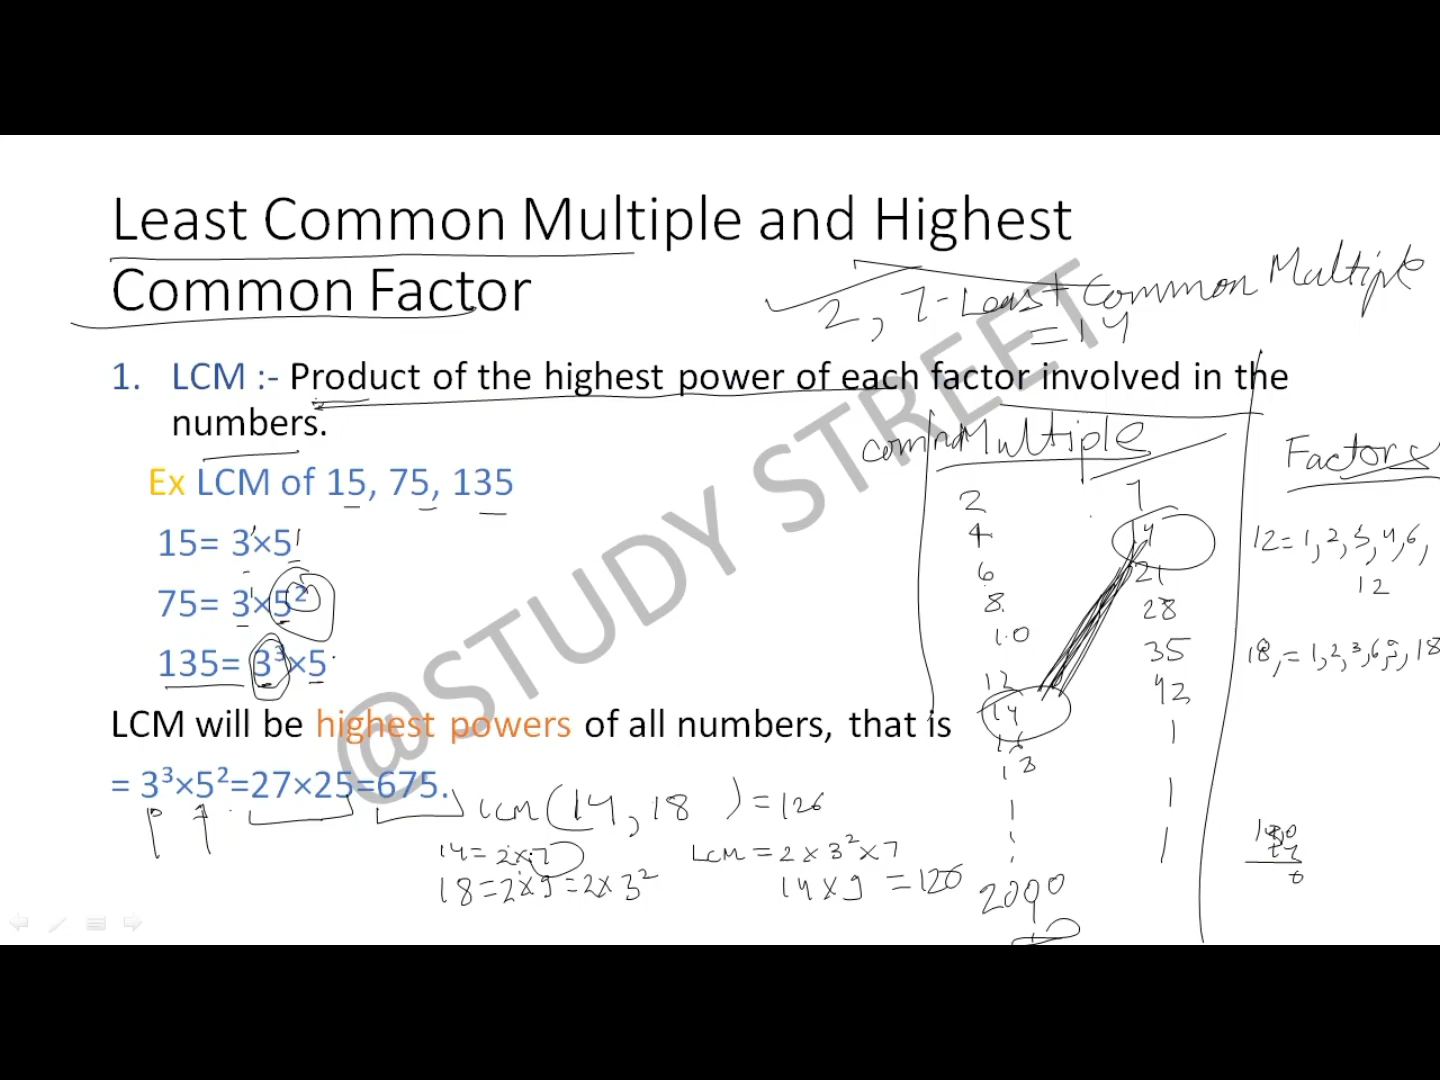 Least Common Multiple and Highest
Common Factor
2, 7 - Least Common Multiple
= 14
1. LCM :- Product of the highest power of each factor involved in the
numbers.
Ex LCM of 15, 75, 135
15= 3¹×5¹
75= 3¹×5²
135= 3³×5
LCM will be highest powers of all numbers, that is
= 3³×5²=27×25=675.
LCM (14, 18) = 126
14 = 2×7
18 = 2×9 = 2×3²
LCM = 2×3²×7
14×9 = 126
Multiple
2 7
4 14
6 21
8 28
10 35
12 42
14
16
18
Factors
12 = 1, 2, 3, 4, 6,
12
18, = 1, 2, 3, 6, 9, 18
@STUDY STREET